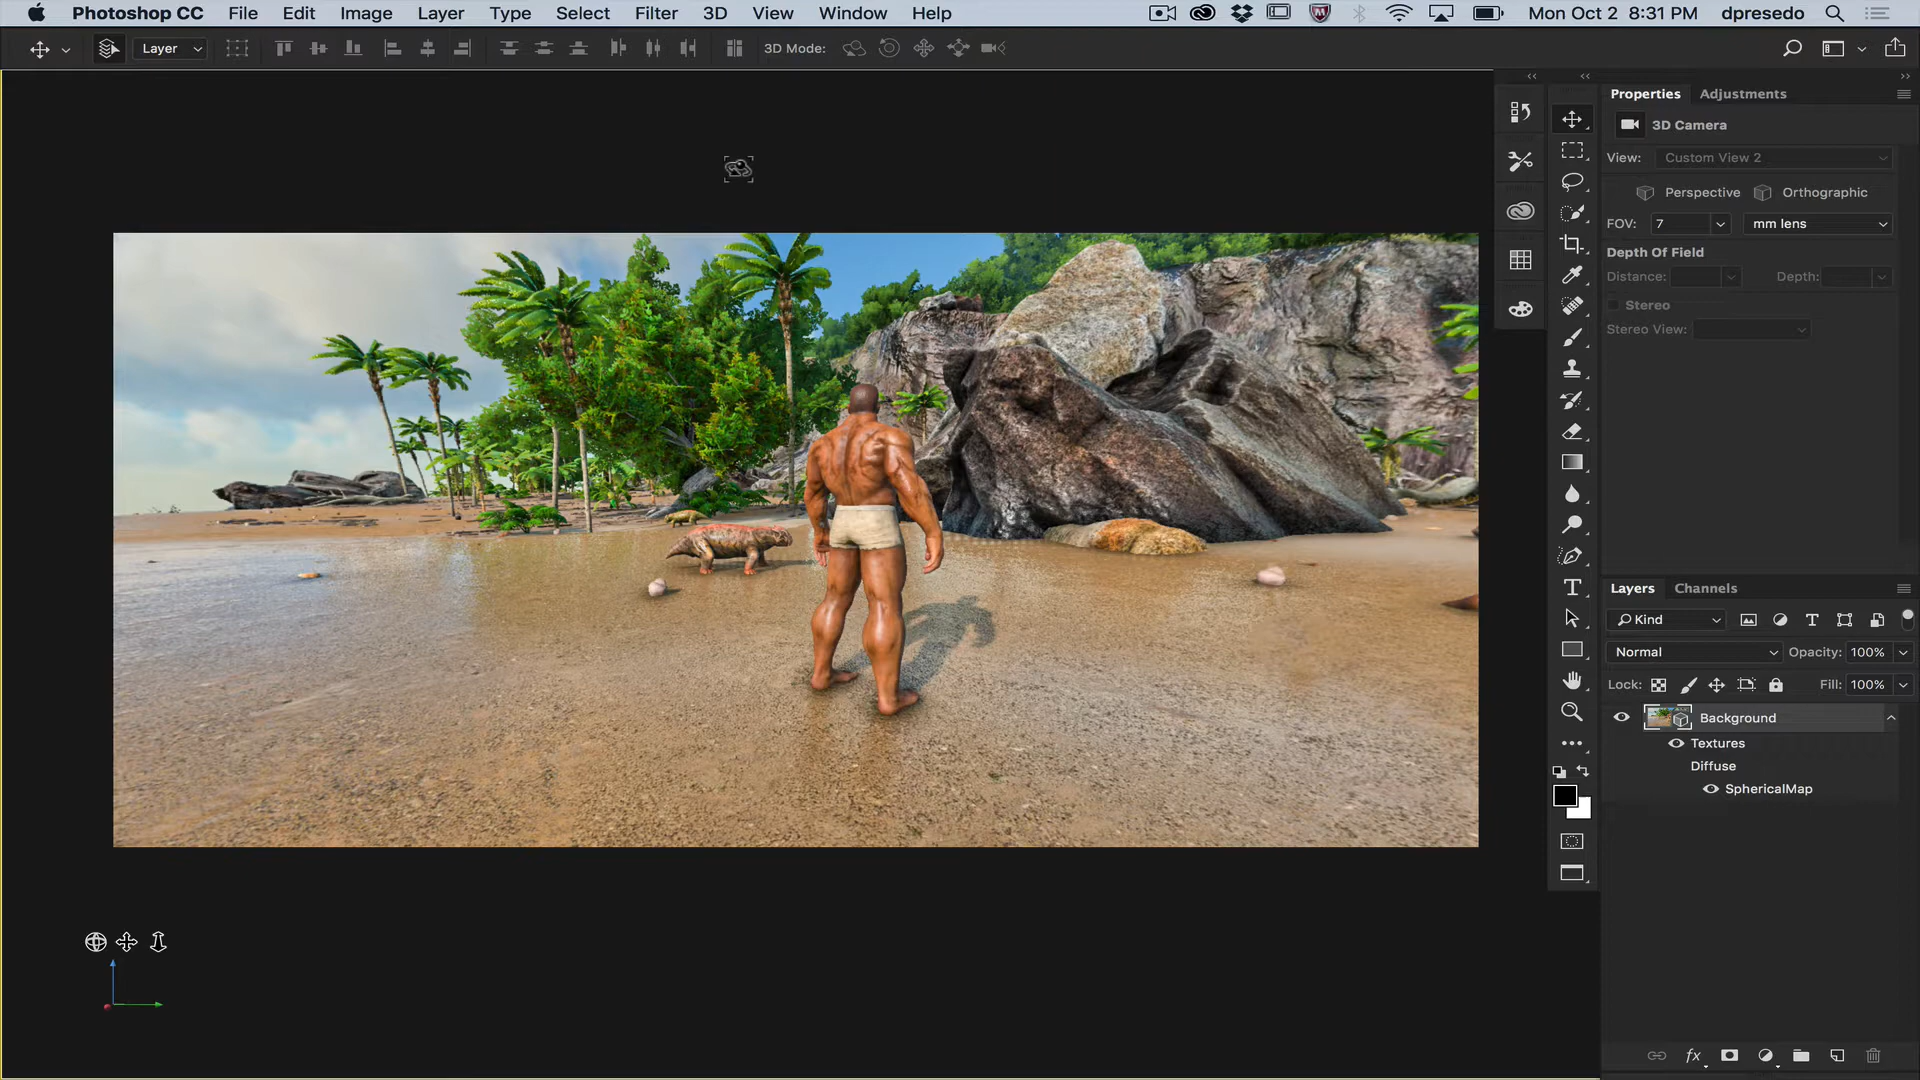 Photoshop CC File Edit Image Layer Type Select Filter 3D View Window Help Mon Oct 2 8:31 PM dpresedo
Layer 3D Mode:
Properties Adjustments
3D Camera
View: Custom View 2
Perspective Orthographic
FOV: 7 mm lens
Depth Of Field
Distance: Depth:
Stereo
Stereo View:
Layers Channels
Kind
Normal Opacity: 100%
Lock: Fill: 100%
Background
Textures
Diffuse
SphericalMap
fx